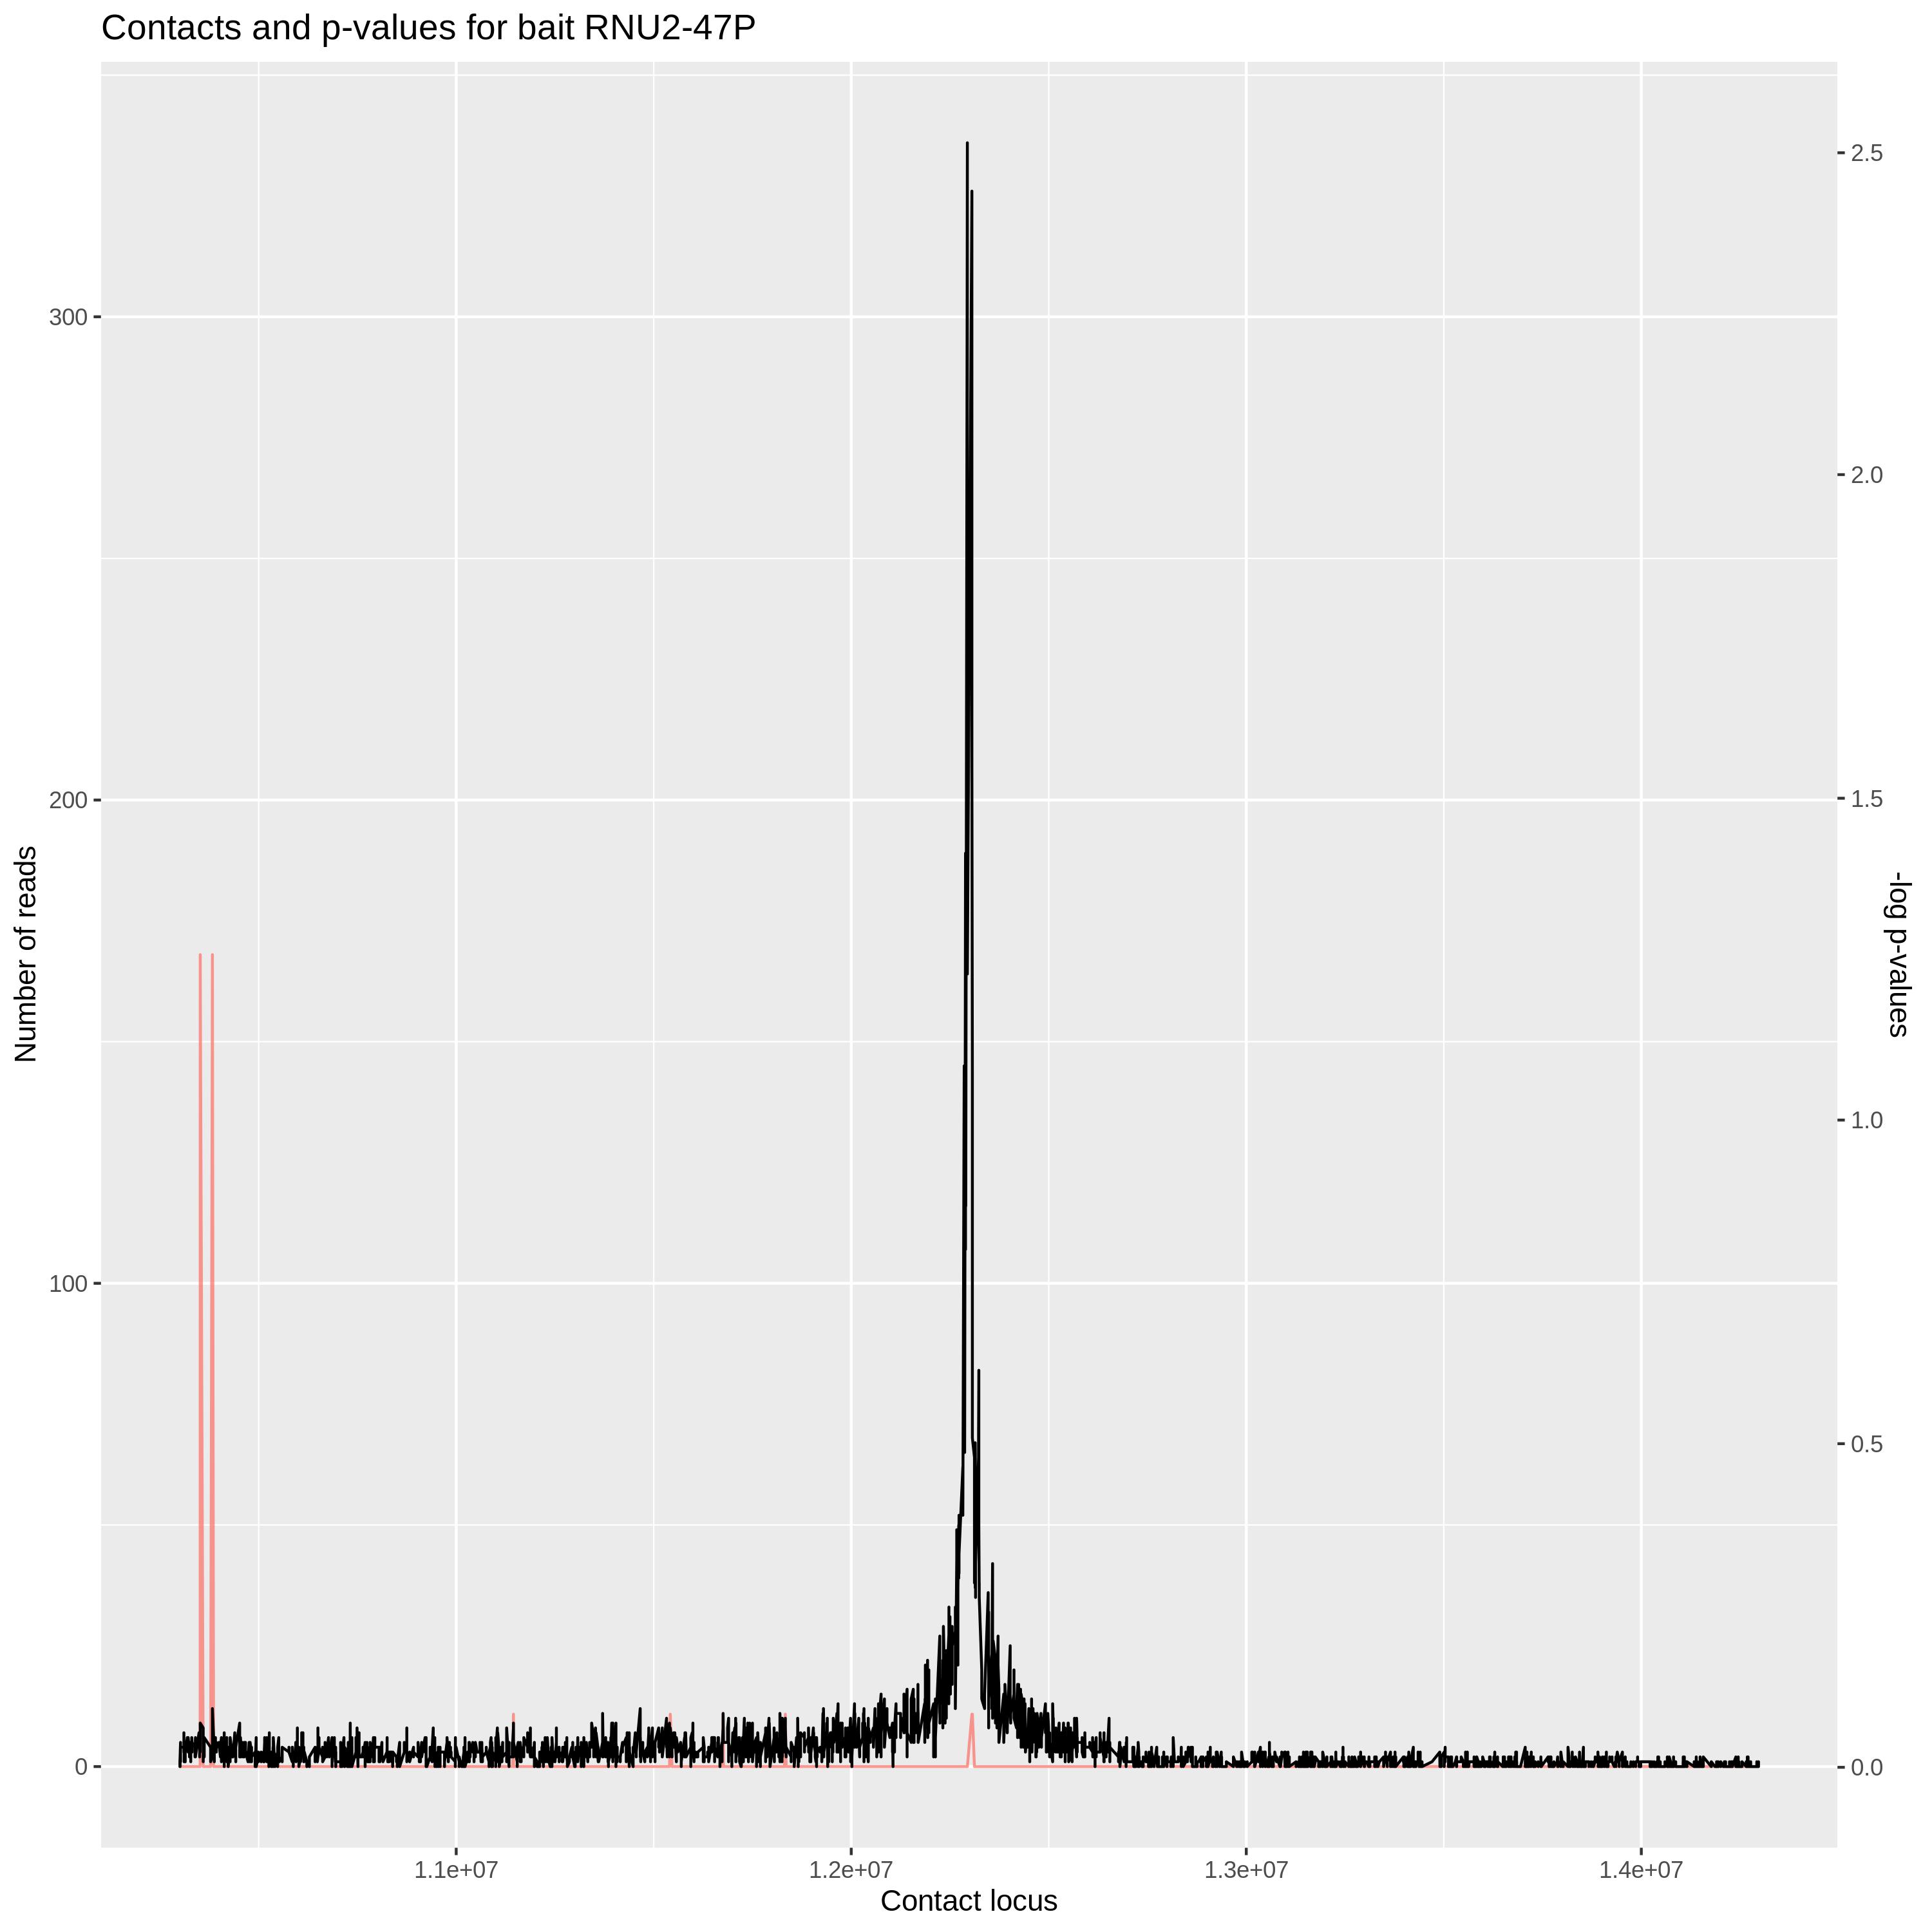 Contacts and p-values for bait RNU2-47P
Number of reads
300
200
100
0
2.5
2.0
1.5
1.0
0.5
0.0
-log p-values
1.1e+07 1.2e+07 1.3e+07 1.4e+07
Contact locus